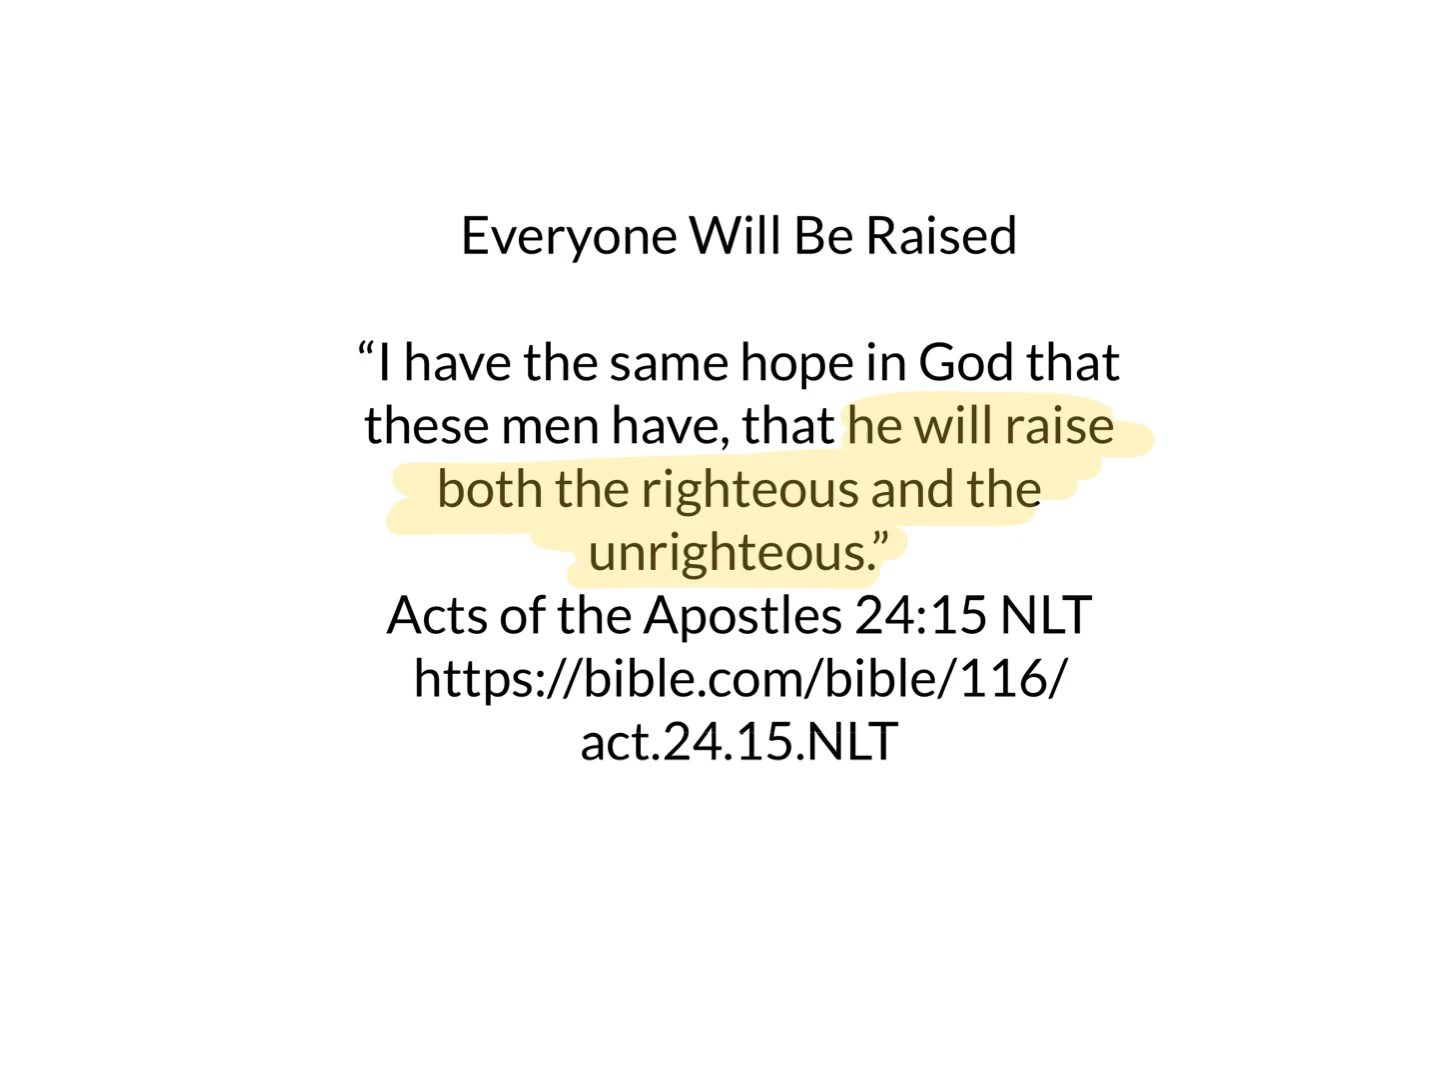 Everyone Will Be Raised
“I have the same hope in God that
these men have, that he will raise
both the righteous and the
unrighteous.”
Acts of the Apostles 24:15 NLT
https://bible.com/bible/116/
act.24.15.NLT